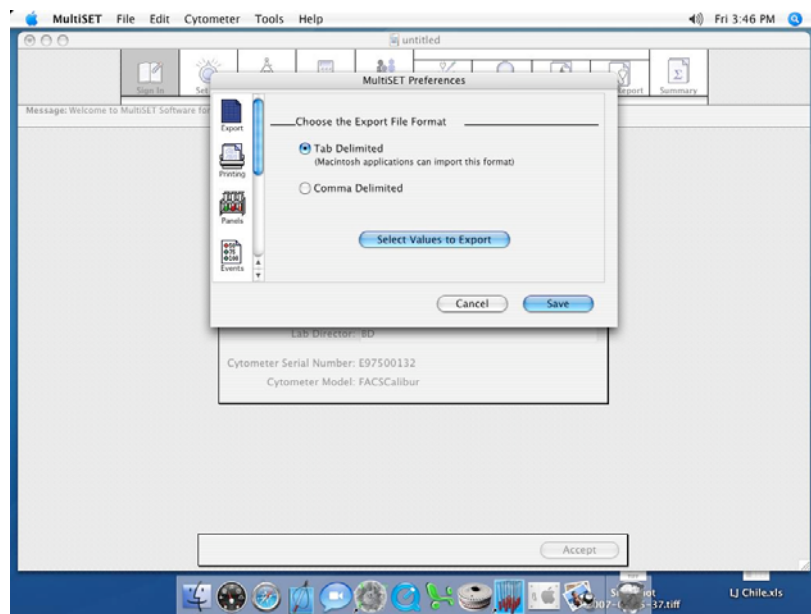 MultiSET File Edit Cytometer Tools Help Fri 3:46 PM
untitled
Sign In Set Report Summary
MultiSET Preferences
Message: Welcome to MultiSET Software for
Export
Choose the Export File Format
Tab Delimited
(Macintosh applications can import this format)
Printing
Comma Delimited
Panels
Select Values to Export
Events
Cancel Save
Lab Director: BD
Cytometer Serial Number: E97500132
Cytometer Model: FACSCalibur
Accept
LJ Chile.xls